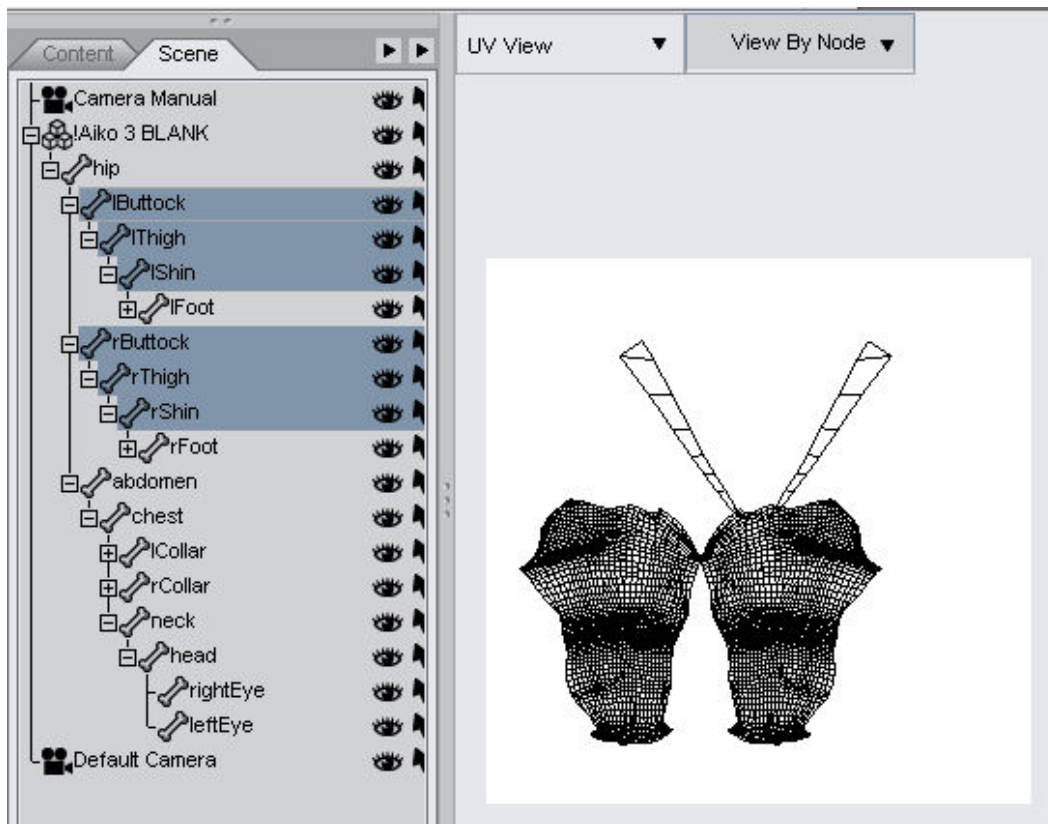 Content Scene
UV View
View By Node
Camera Manual
!Aiko 3 BLANK
hip
lButtock
lThigh
lShin
lFoot
rButtock
rThigh
rShin
rFoot
abdomen
chest
lCollar
rCollar
neck
head
rightEye
leftEye
Default Camera